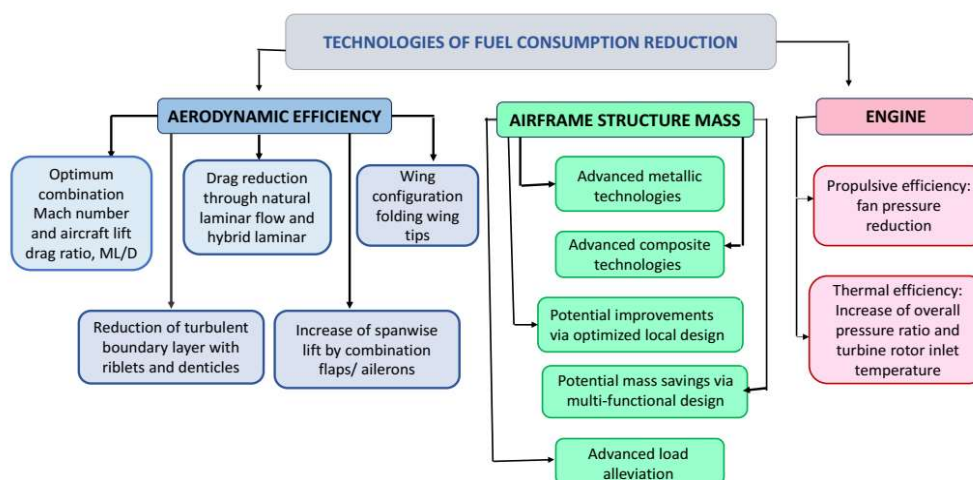 TECHNOLOGIES OF FUEL CONSUMPTION REDUCTION
AERODYNAMIC EFFICIENCY
Optimum
combination
Mach number
and aircraft lift
drag ratio, ML/D
Drag reduction
through natural
laminar flow and
hybrid laminar
Wing
configuration
folding wing
tips
Reduction of turbulent
boundary layer with
riblets and denticles
Increase of spanwise
lift by combination
flaps/ ailerons
AIRFRAME STRUCTURE MASS
Advanced metallic
technologies
Advanced composite
technologies
Potential improvements
via optimized local design
Potential mass savings via
multi-functional design
Advanced load
alleviation
ENGINE
Propulsive efficiency:
fan pressure
reduction
Thermal efficiency:
Increase of overall
pressure ratio and
turbine rotor inlet
temperature